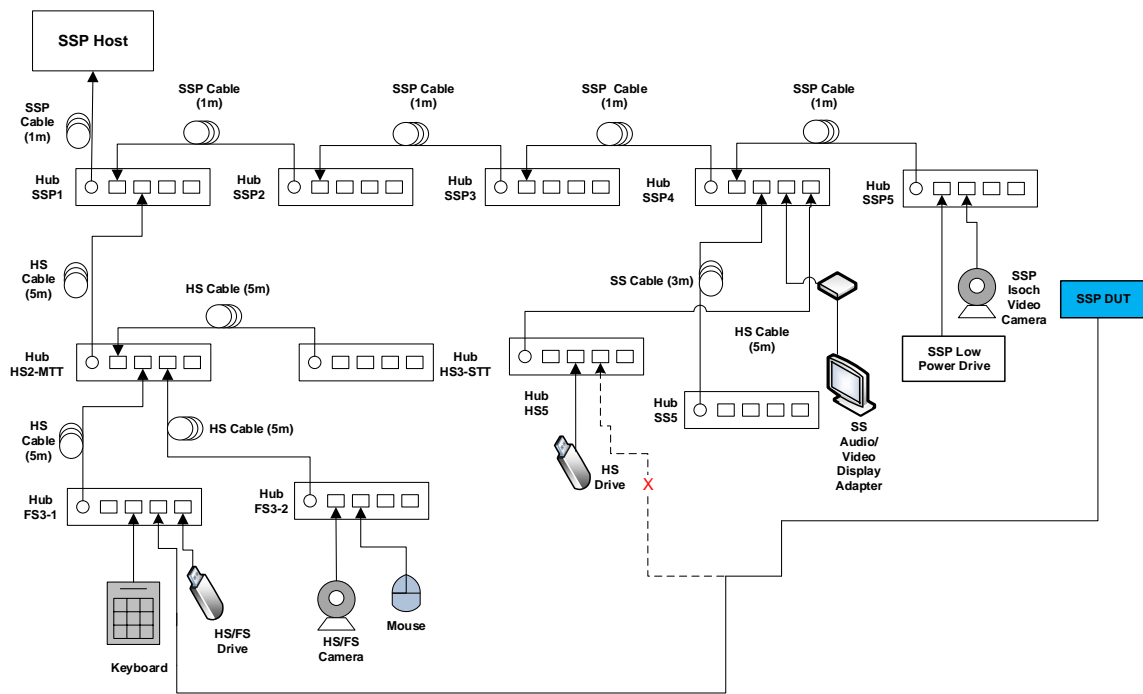 SSP Host
SSP
Cable
(1m)
SSP Cable
(1m)
SSP Cable
(1m)
SSP Cable
(1m)
SSP Cable
(1m)
Hub
SSP1
Hub
SSP2
Hub
SSP3
Hub
SSP4
Hub
SSP5
HS
Cable
(5m)
HS Cable (5m)
SS Cable (3m)
HS Cable
(5m)
SSP
Isoch
Video
Camera
SSP DUT
SSP Low
Power Drive
Hub
HS2-MTT
Hub
HS3-STT
Hub
HS5
Hub
SS5
HS
Cable
(5m)
HS Cable (5m)
HS
Drive
SS
Audio/
Video
Display
Adapter
X
Hub
FS3-1
Hub
FS3-2
HS/FS
Drive
HS/FS
Camera
Mouse
Keyboard